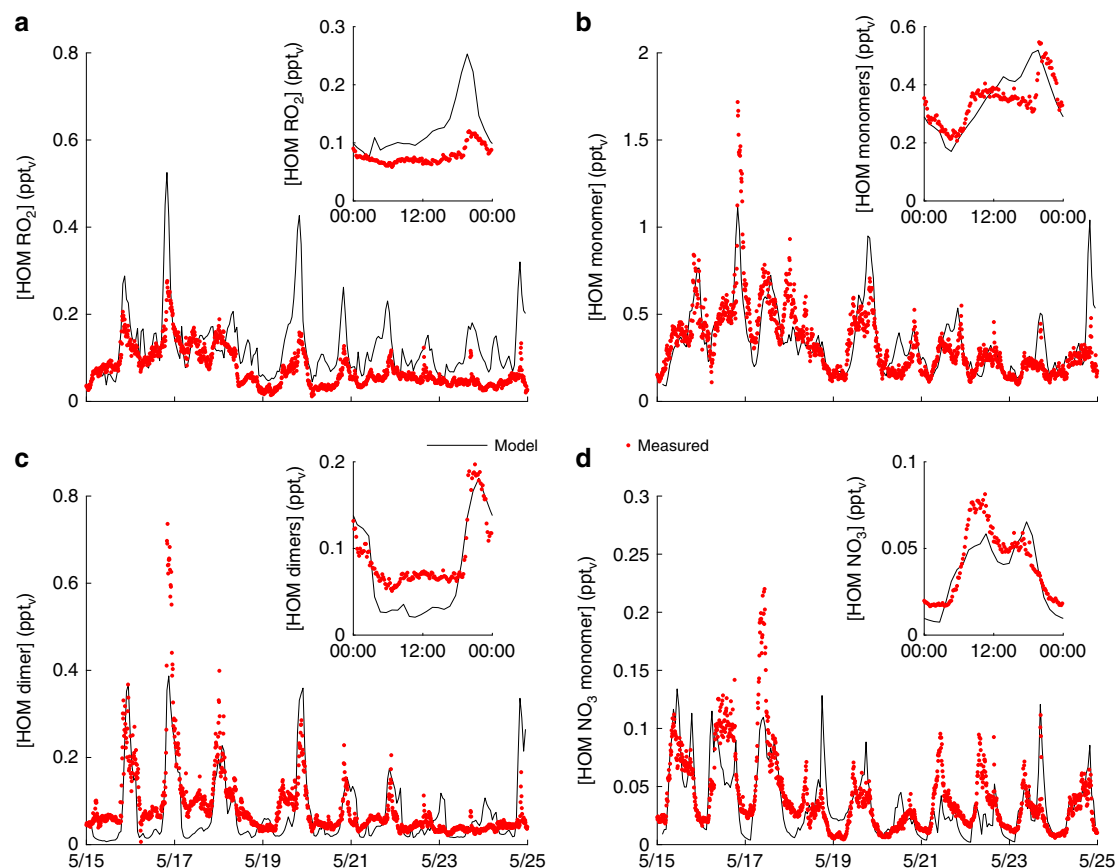 a
[HOM RO2] (pptv)
0.8
0.6
0.4
0.2
0
[HOM RO2] (pptv)
0.3
0.2
0.1
0
00:00 12:00 00:00
b
[HOM monomer] (pptv)
2
1.5
1
0.5
0
[HOM monomers] (pptv)
0.6
0.4
0.2
0
00:00 12:00 00:00
Model
Measured
c
[HOM dimer] (pptv)
0.8
0.6
0.4
0.2
0
5/15 5/17 5/19 5/21 5/23 5/25
[HOM dimers] (pptv)
0.2
0.1
0
00:00 12:00 00:00
d
[HOM NO3 monomer] (pptv)
0.3
0.25
0.2
0.15
0.1
0.05
0
5/15 5/17 5/19 5/21 5/23 5/25
[HOM NO3] (pptv)
0.1
0.05
0
00:00 12:00 00:00